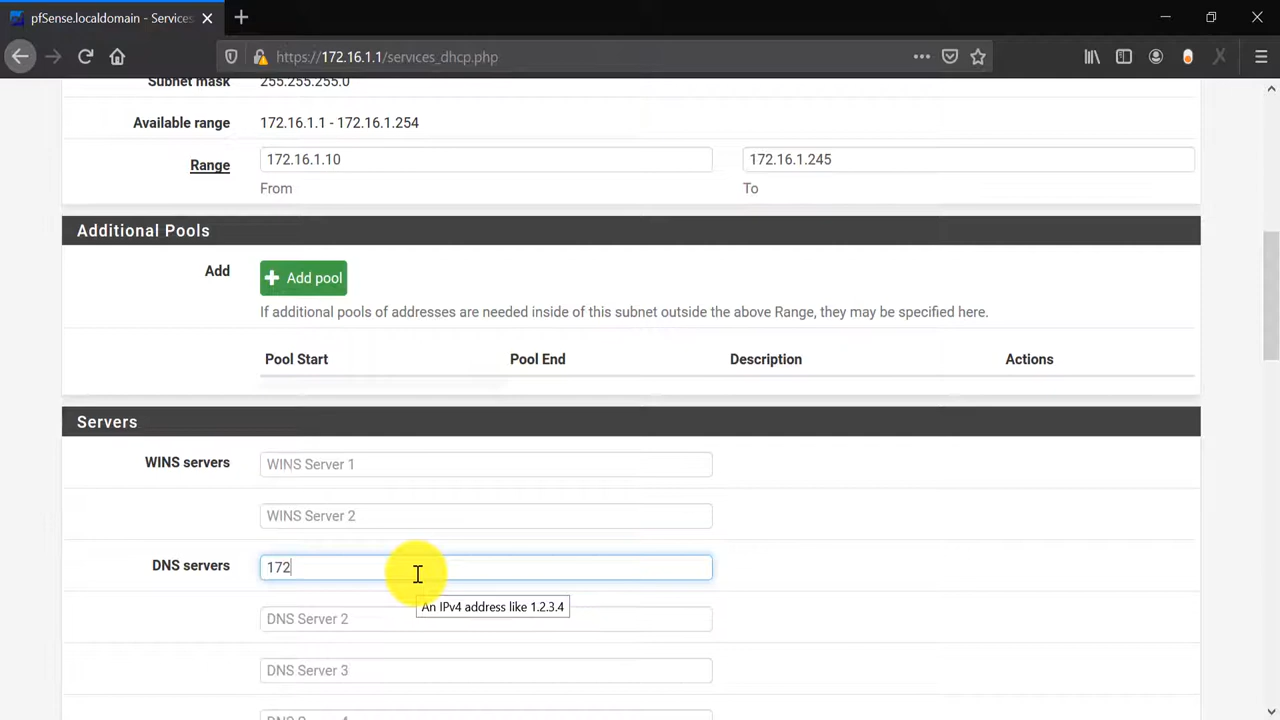 pfSense.localdomain - Services
https://172.16.1.1/services_dhcp.php
Subnet mask 255.255.255.0
Available range 172.16.1.1 - 172.16.1.254
Range 172.16.1.10 172.16.1.245
From To
Additional Pools
Add Add pool
If additional pools of addresses are needed inside of this subnet outside the above Range, they may be specified here.
Pool Start Pool End Description Actions
Servers
WINS servers WINS Server 1
WINS Server 2
DNS servers 172
An IPv4 address like 1.2.3.4
DNS Server 2
DNS Server 3
DNS Server 4